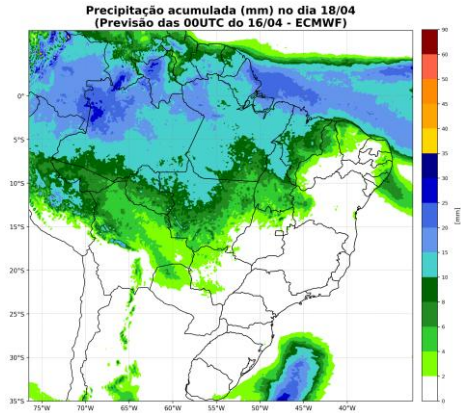 Precipitação acumulada (mm) no dia 18/04
(Previsão das 00UTC do 16/04 - ECMWF)
90
60
50
45
40
35
30
25
20
15
10
8
6
4
2
0
[mm]
0°
5°S
10°S
15°S
20°S
25°S
30°S
35°S
75°W
70°W
65°W
60°W
55°W
50°W
45°W
40°W